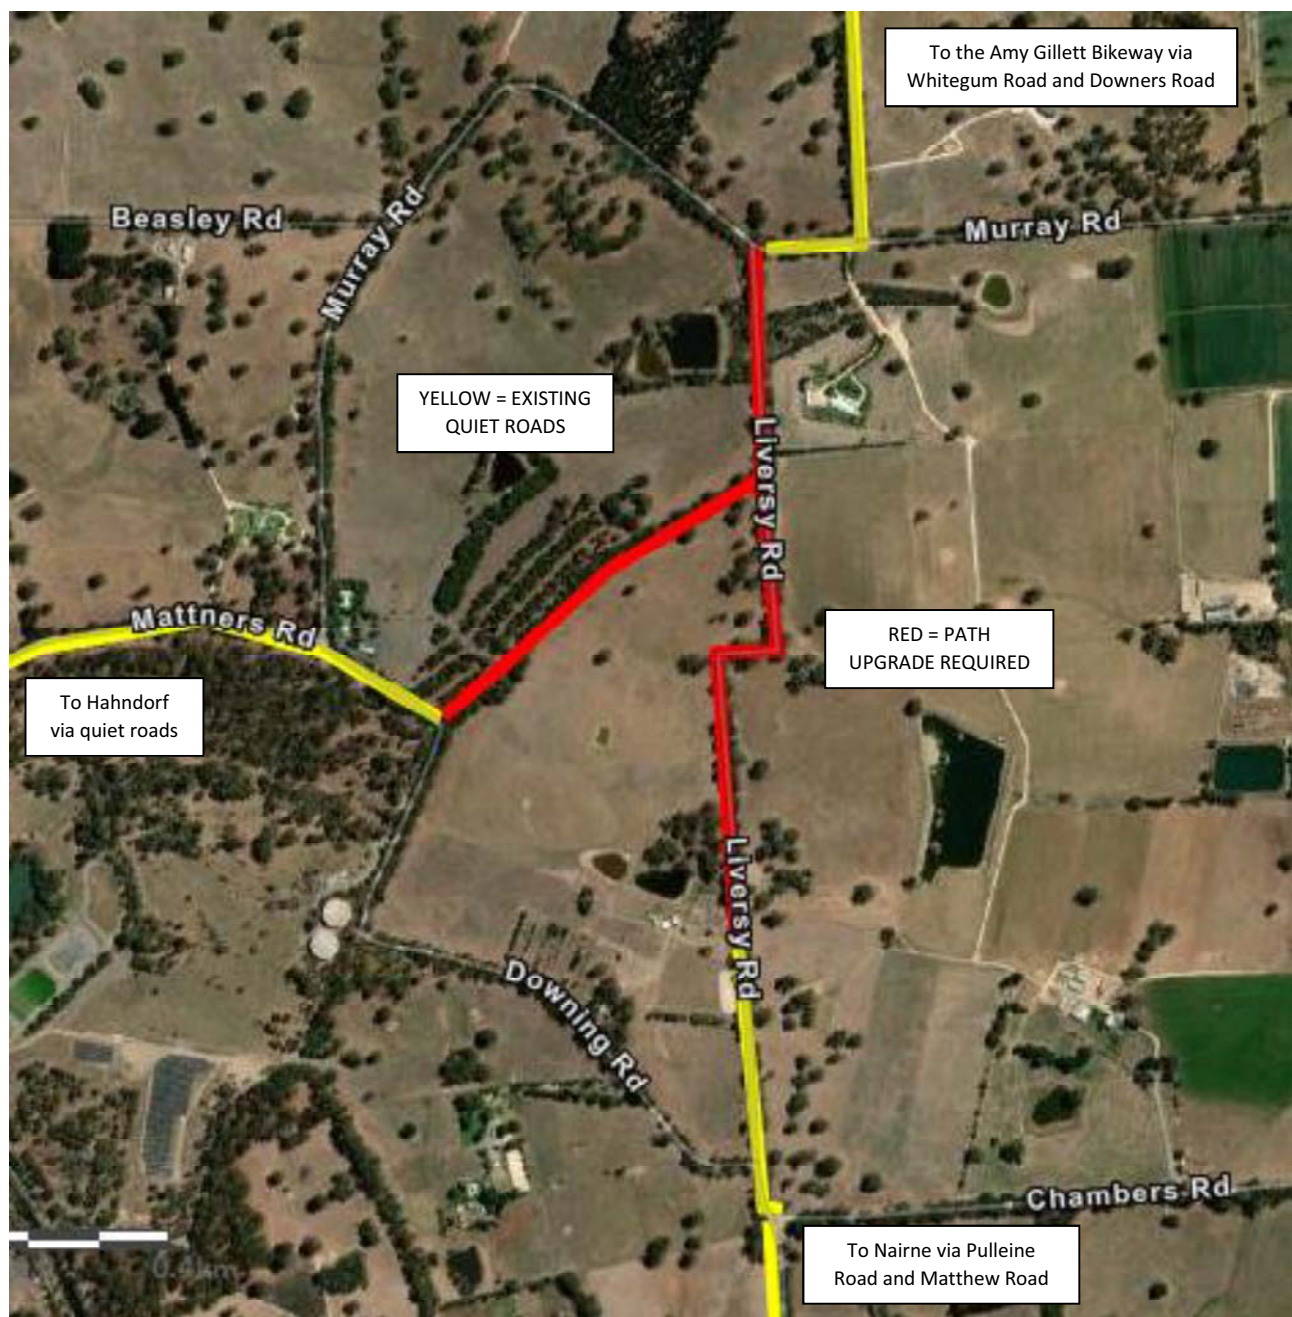 To the Amy Gillett Bikeway via
Whitegum Road and Downers Road
Beasley Rd
Murray Rd
Murray Rd
YELLOW = EXISTING
QUIET ROADS
Liversy Rd
Mattners Rd
RED = PATH
UPGRADE REQUIRED
To Hahndorf
via quiet roads
Liversy Rd
Downing Rd
Chambers Rd
To Nairne via Pulleine
Road and Matthew Road
0.4km